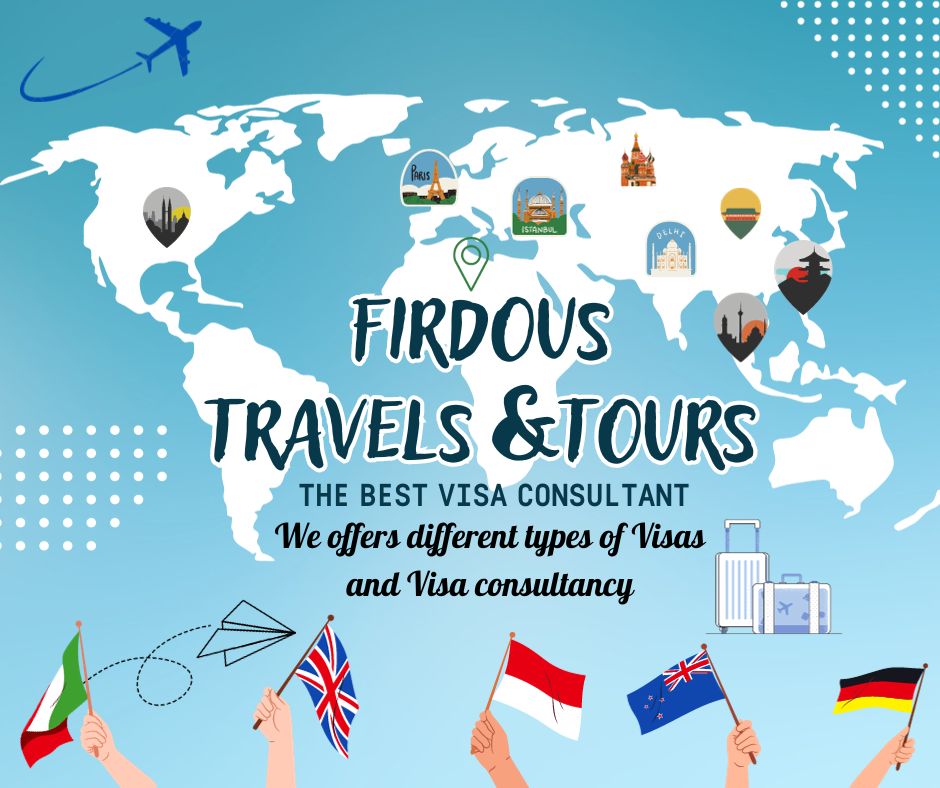 PARIS
ISTANBUL
DELHI
FIRDOUS
TRAVELS &TOURS
THE BEST VISA CONSULTANT
We offers different types of Visas
and Visa consultancy